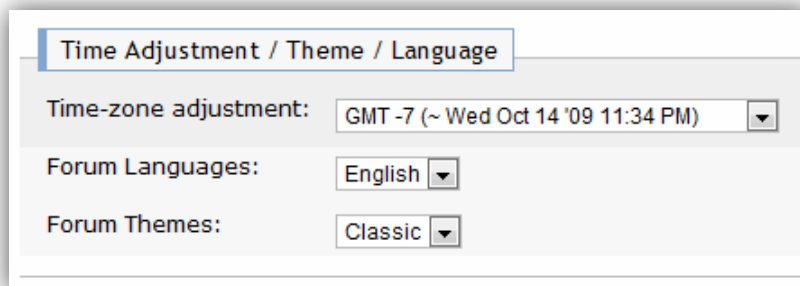 Time Adjustment / Theme / Language
Time-zone adjustment: GMT -7 (~ Wed Oct 14 '09 11:34 PM)
Forum Languages: English
Forum Themes: Classic